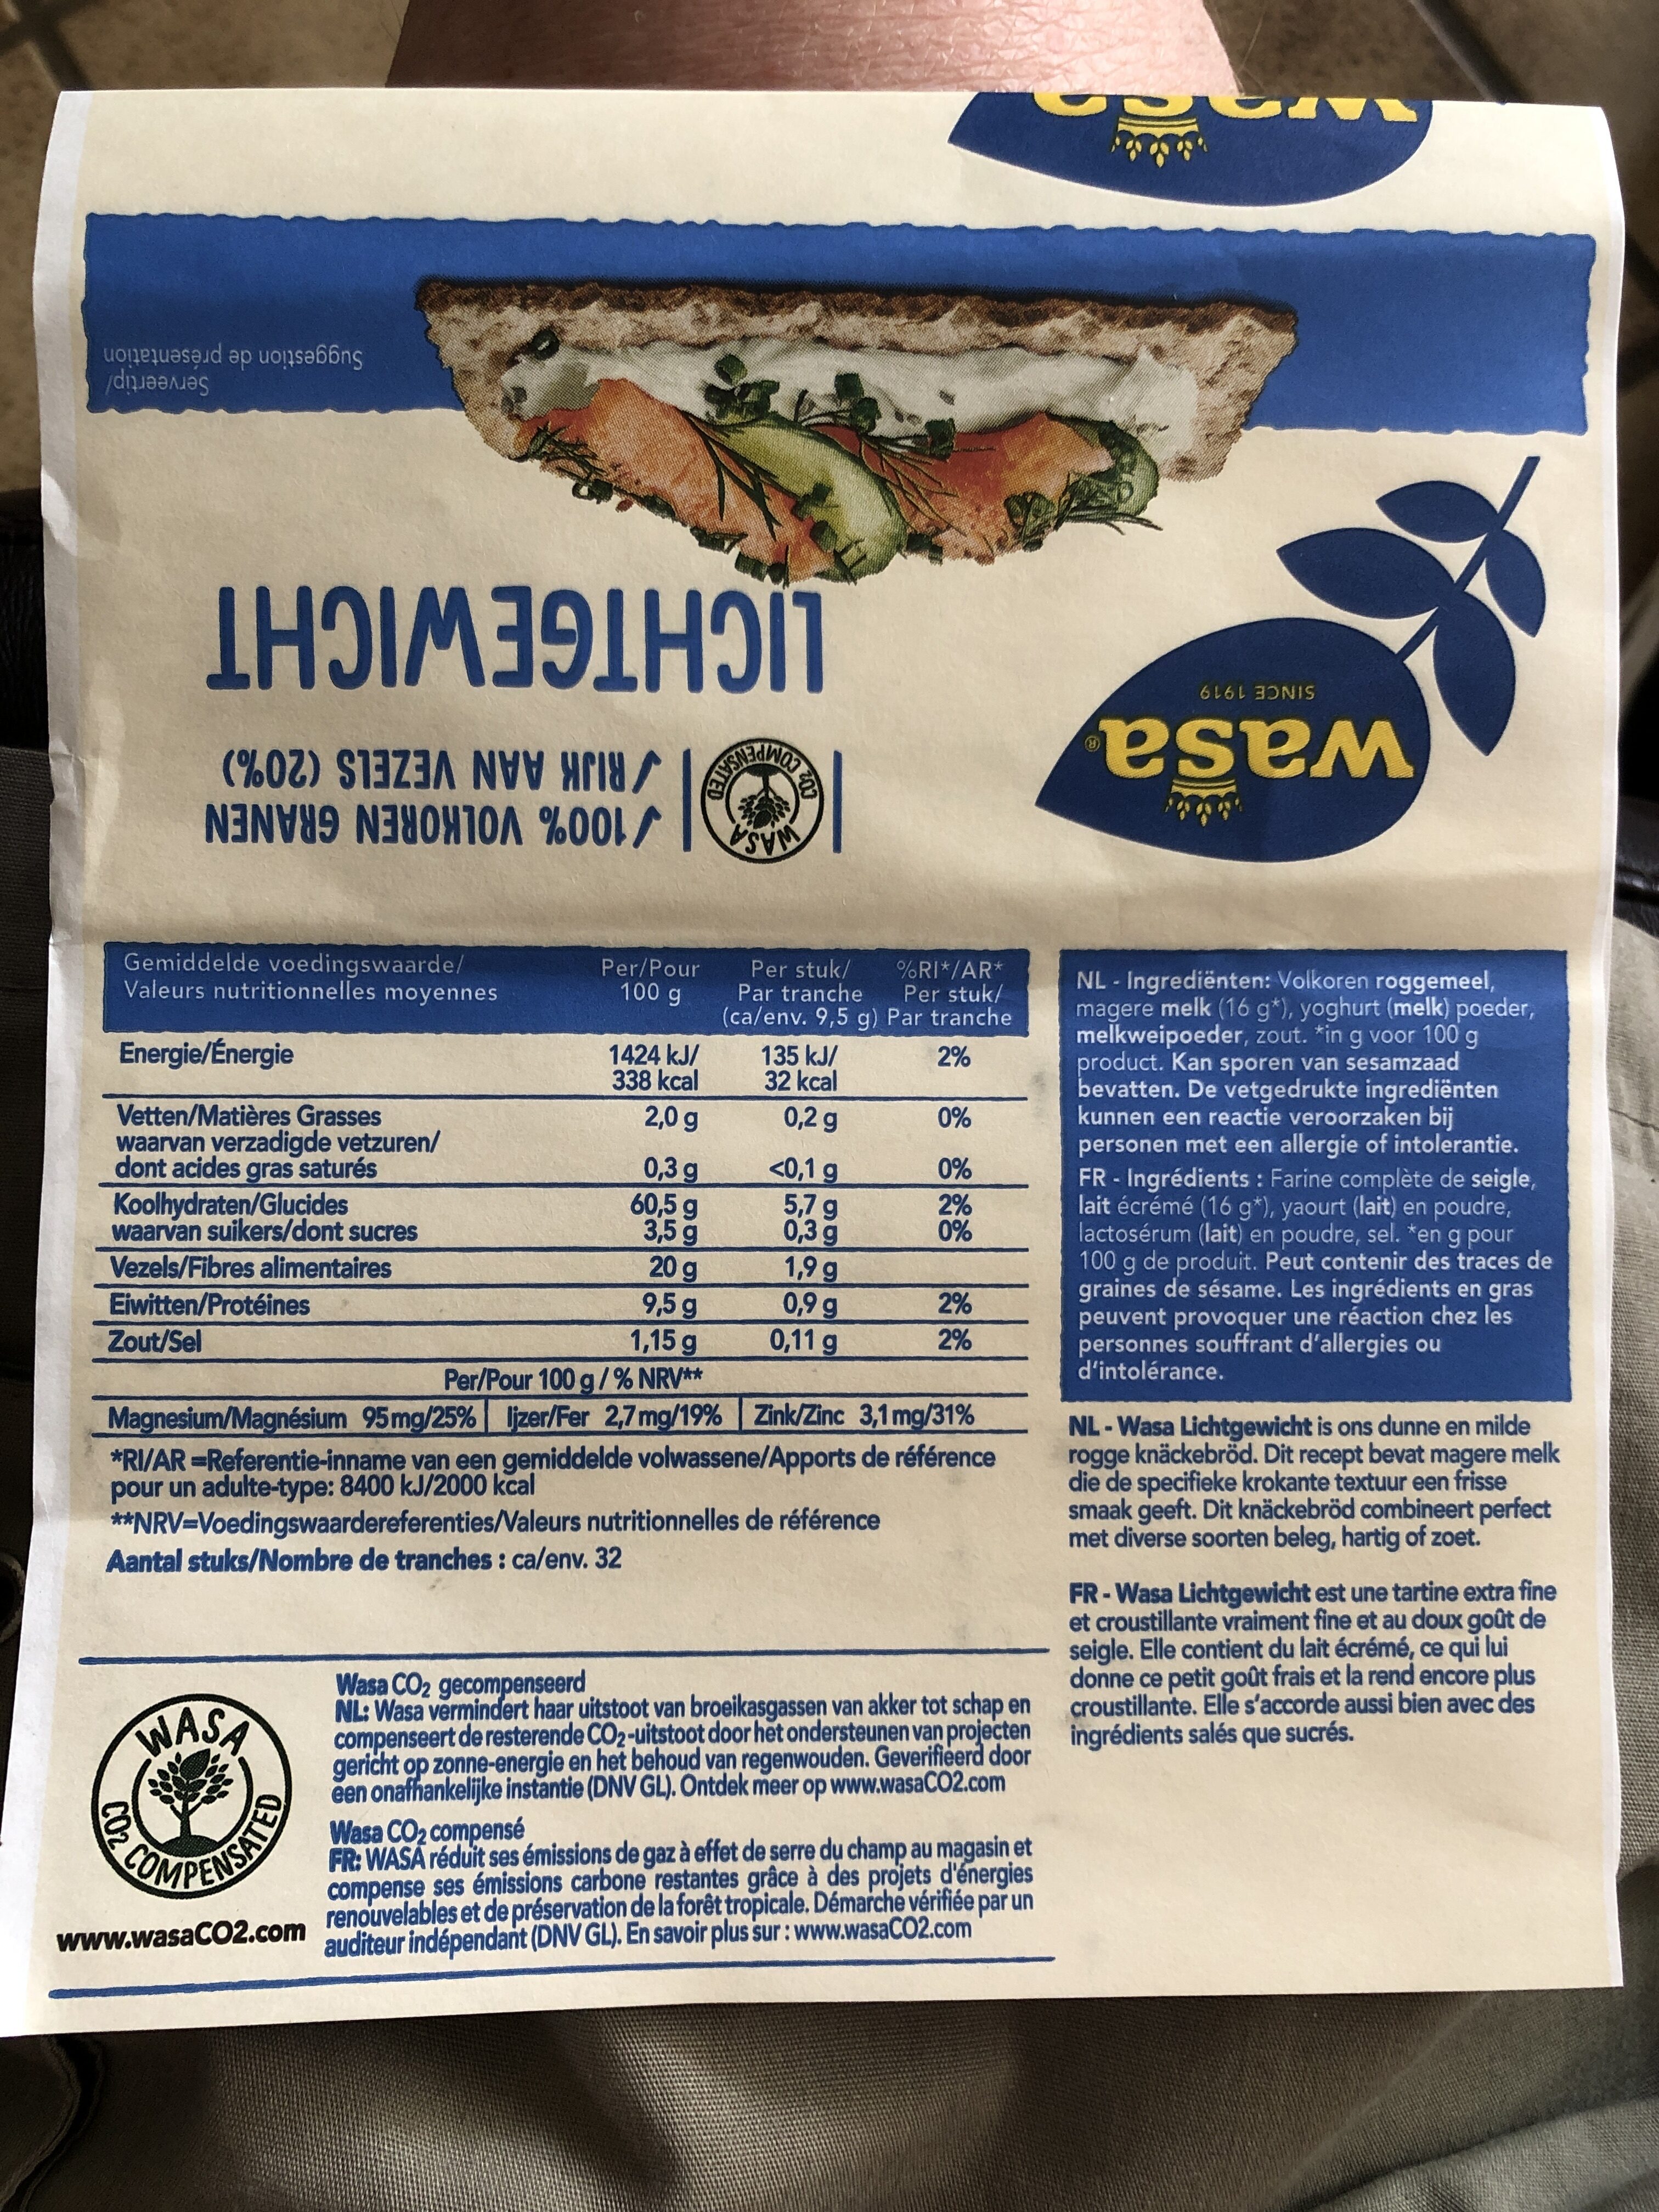 wasa
Serveertip/
Suggestion de présentation
LICHTGEWICHT
wasa®
SINCE 1919
WASA
CO2 COMPENSATED
✓100% VOLKOREN GRANEN
✓RIJK AAN VEZELS (20%)
Gemiddelde voedingswaarde/ Per/Pour Per stuk/ %RI*/AR*
Valeurs nutritionnelles moyennes 100 g Par tranche Per stuk/
(ca/env. 9,5 g) Par tranche
Energie/Énergie 1424 kJ/ 135 kJ/ 2%
338 kcal 32 kcal
Vetten/Matières Grasses 2,0 g 0,2 g 0%
waarvan verzadigde vetzuren/
dont acides gras saturés 0,3 g <0,1 g 0%
Koolhydraten/Glucides 60,5 g 5,7 g 2%
waarvan suikers/dont sucres 3,5 g 0,3 g 0%
Vezels/Fibres alimentaires 20 g 1,9 g
Eiwitten/Protéines 9,5 g 0,9 g 2%
Zout/Sel 1,15 g 0,11 g 2%
Per/Pour 100 g / % NRV**
Magnesium/Magnésium 95 mg/25% Ijzer/Fer 2,7 mg/19% Zink/Zinc 3,1 mg/31%
*RI/AR =Referentie-inname van een gemiddelde volwassene/Apports de référence
pour un adulte-type: 8400 kJ/2000 kcal
**NRV=Voedingswaardereferenties/Valeurs nutritionnelles de référence
Aantal stuks/Nombre de tranches : ca/env. 32
NL - Ingrediënten: Volkoren roggemeel,
magere melk (16 g*), yoghurt (melk) poeder,
melkweipoeder, zout. *in g voor 100 g
product. Kan sporen van sesamzaad
bevatten. De vetgedrukte ingrediënten
kunnen een reactie veroorzaken bij
personen met een allergie of intolerantie.
FR - Ingrédients : Farine complète de seigle,
lait écrémé (16 g*), yaourt (lait) en poudre,
lactosérum (lait) en poudre, sel. *en g pour
100 g de produit. Peut contenir des traces de
graines de sésame. Les ingrédients en gras
peuvent provoquer une réaction chez les
personnes souffrant d'allergies ou
d'intolérance.
NL - Wasa Lichtgewicht is ons dunne en milde
rogge knäckebröd. Dit recept bevat magere melk
die de specifieke krokante textuur een frisse
smaak geeft. Dit knäckebröd combineert perfect
met diverse soorten beleg, hartig of zoet.
FR - Wasa Lichtgewicht est une tartine extra fine
et croustillante vraiment fine et au doux goût de
seigle. Elle contient du lait écrémé, ce qui lui
donne ce petit goût frais et la rend encore plus
croustillante. Elle s'accorde aussi bien avec des
ingrédients salés que sucrés.
WASA
CO2 COMPENSATED
www.wasaCO2.com
Wasa CO2 gecompenseerd
NL: Wasa vermindert haar uitstoot van broeikasgassen van akker tot schap en
compenseert de resterende CO2-uitstoot door het ondersteunen van projecten
gericht op zonne-energie en het behoud van regenwouden. Geverifieerd door
een onafhankelijke instantie (DNV GL). Ontdek meer op www.wasaCO2.com
Wasa CO2 compensé
FR: WASA réduit ses émissions de gaz à effet de serre du champ au magasin et
compense ses émissions carbone restantes grâce à des projets d'énergies
renouvelables et de préservation de la forêt tropicale. Démarche vérifiée par un
auditeur indépendant (DNV GL). En savoir plus sur : www.wasaCO2.com